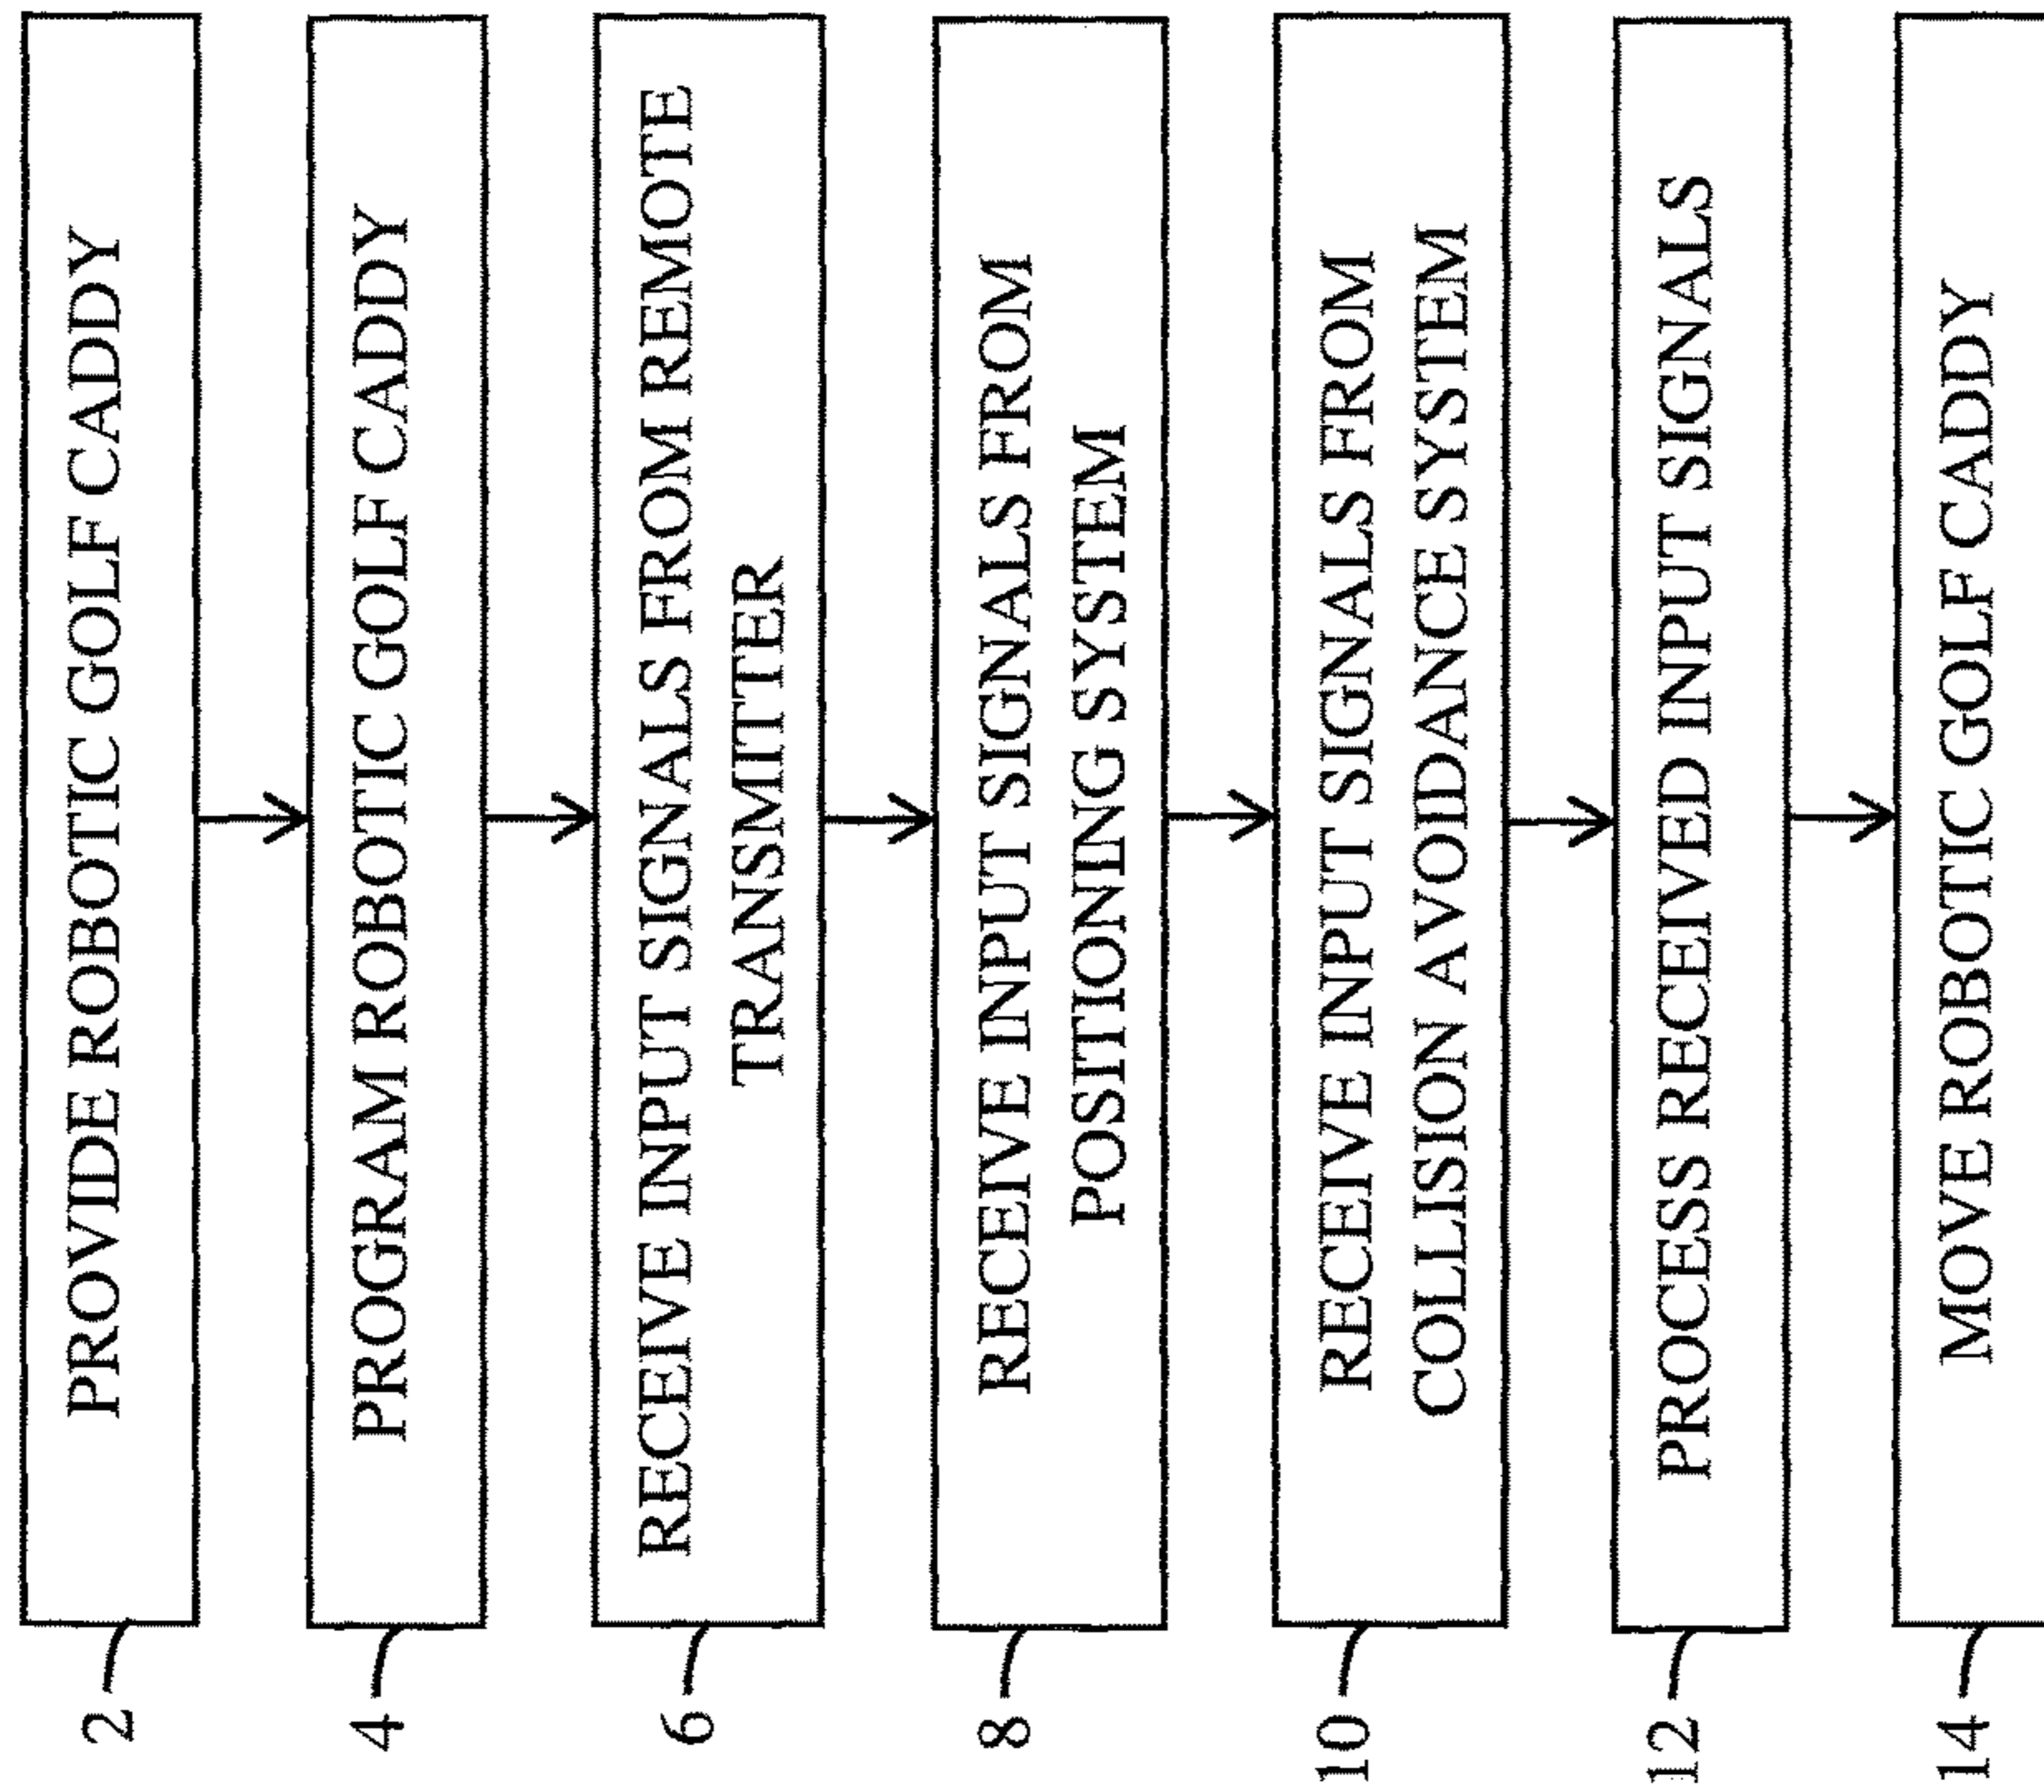 2
PROVIDE ROBOTIC GOLF CADDY
4
PROGRAM ROBOTIC GOLF CADDY
6
RECEIVE INPUT SIGNALS FROM REMOTE
TRANSMITTER
8
RECEIVE INPUT SIGNALS FROM
POSITIONING SYSTEM
10
RECEIVE INPUT SIGNALS FROM
COLLISION AVOIDANCE SYSTEM
12
PROCESS RECEIVED INPUT SIGNALS
14
MOVE ROBOTIC GOLF CADDY